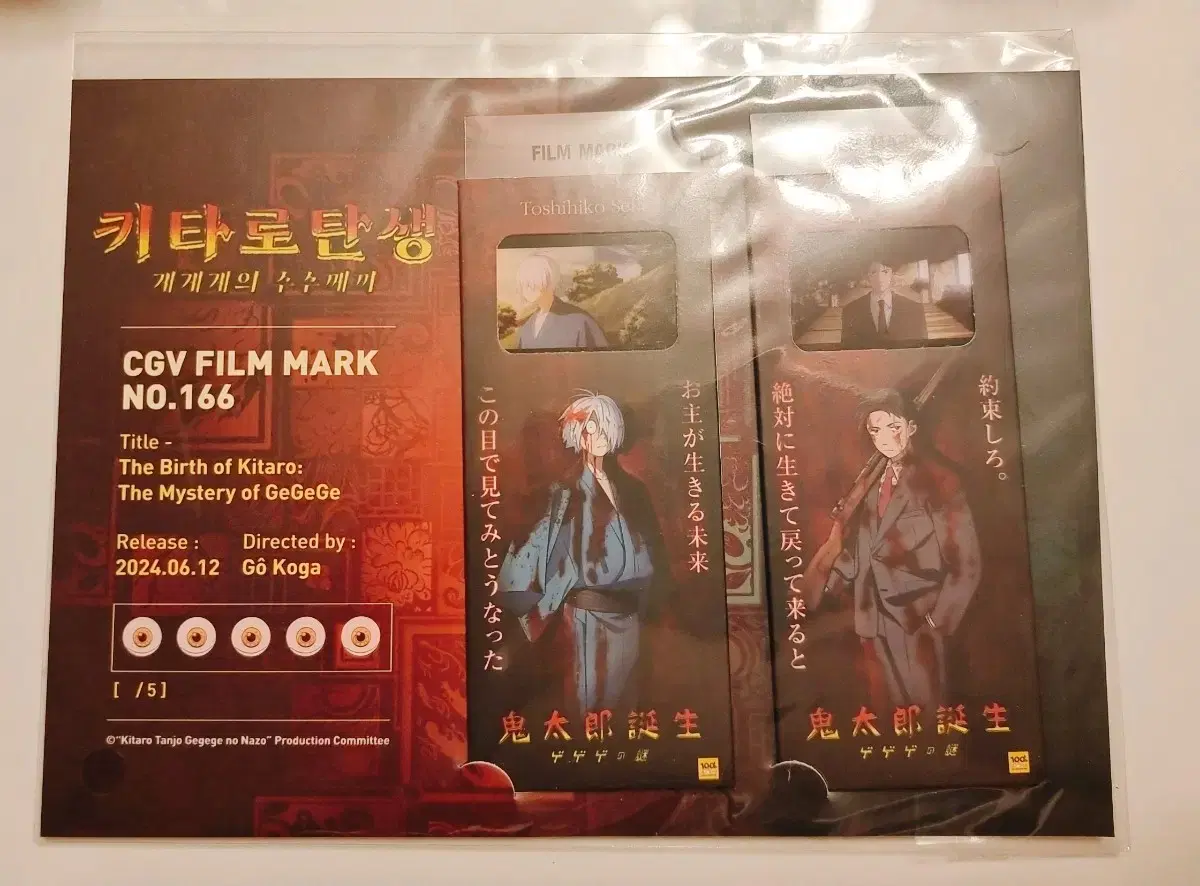 키타로 탄생
게게게의 수수께끼
CGV FILM MARK
NO.166
Title -
The Birth of Kitaro:
The Mystery of GeGeGe
Release :
2024.06.12
Directed by :
Gô Koga
[ /5]
©"Kitaro Tanjo Gegege no Nazo" Production Committee
FILM MARK
Toshihiko
お主が生きる未来
この目で見てみとうなった
鬼太郎誕生
ゲゲゲの謎
約束しろ。
絶対に生きて戻って来ると
鬼太郎誕生
ゲゲゲの謎